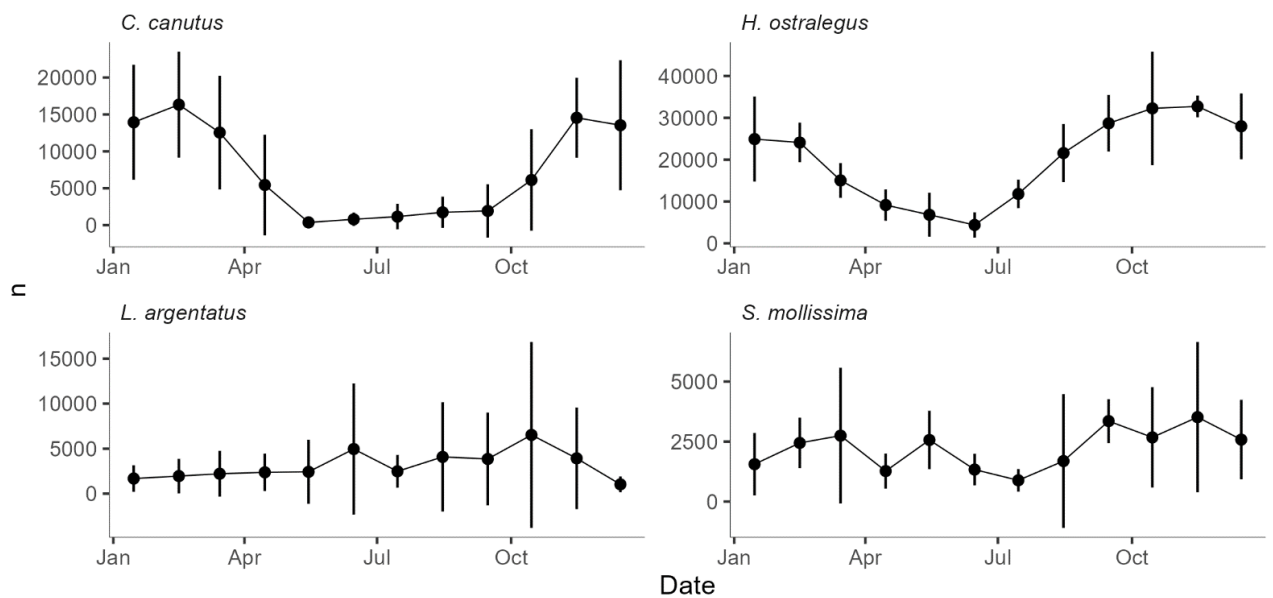 C. canutus
20000
15000
10000
5000
0
Jan Apr Jul Oct
H. ostralegus
40000
30000
20000
10000
0
Jan Apr Jul Oct
n
L. argentatus
15000
10000
5000
0
Jan Apr Jul Oct
S. mollissima
5000
2500
0
Jan Apr Jul Oct
Date